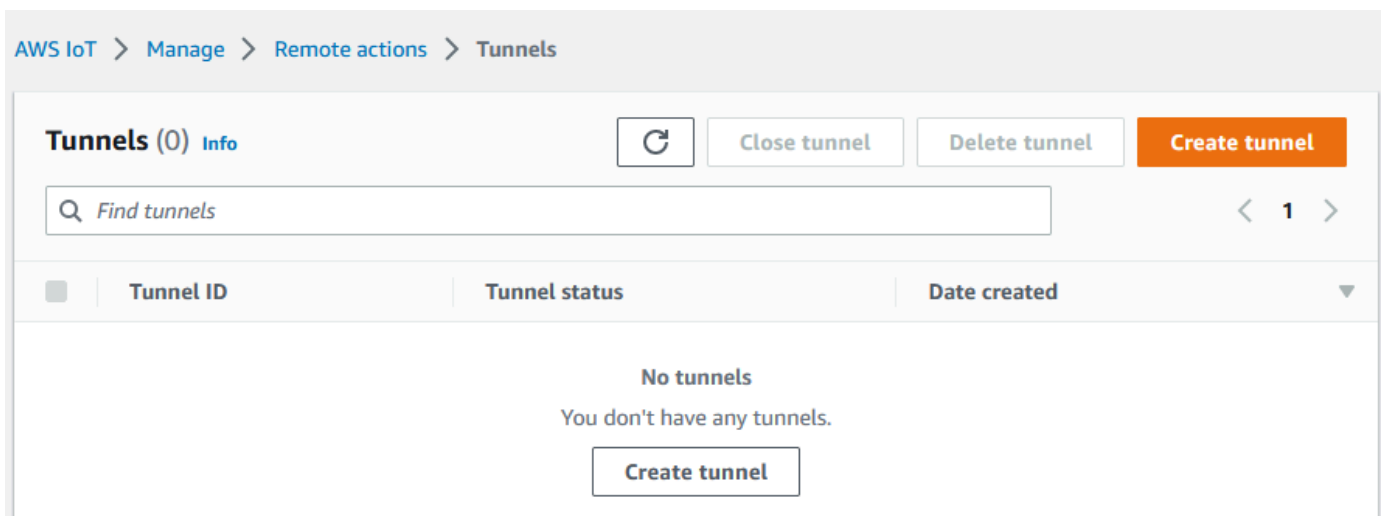 AWS IoT > Manage > Remote actions > Tunnels
Tunnels (0) Info
Close tunnel
Delete tunnel
Create tunnel
Find tunnels
< 1 >
Tunnel ID
Tunnel status
Date created
No tunnels
You don't have any tunnels.
Create tunnel